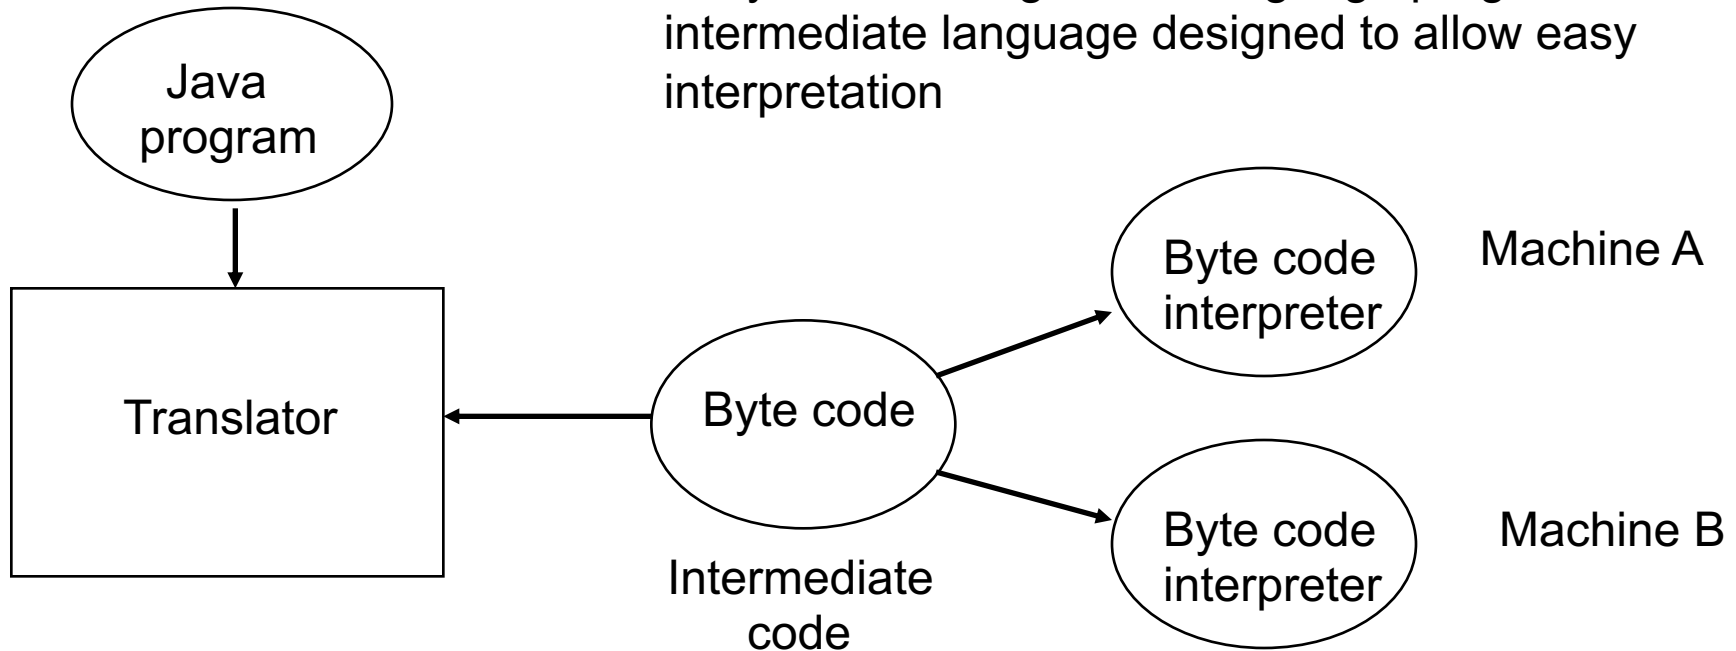 intermediate language designed to allow easy
interpretation
Java
program
Translator
Byte code
Intermediate
code
Byte code
interpreter
Machine A
Byte code
interpreter
Machine B